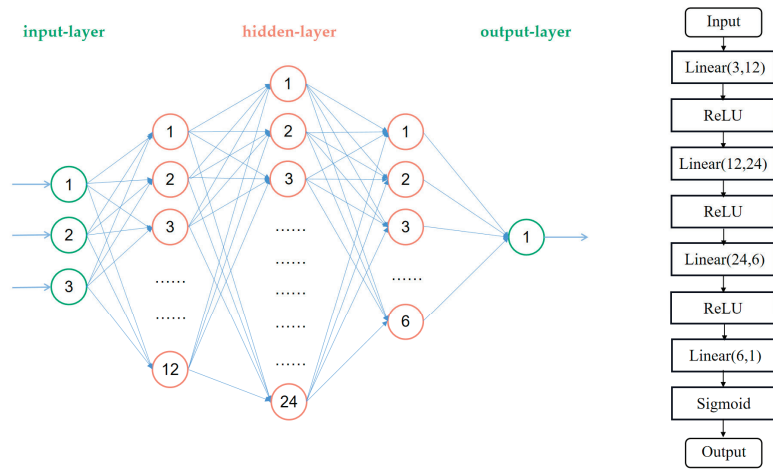 input-layer
hidden-layer
output-layer
1
2
3
1
2
3
......
......
12
1
2
3
......
......
......
......
......
24
1
2
3
......
6
1
Input
Linear(3,12)
ReLU
Linear(12,24)
ReLU
Linear(24,6)
ReLU
Linear(6,1)
Sigmoid
Output